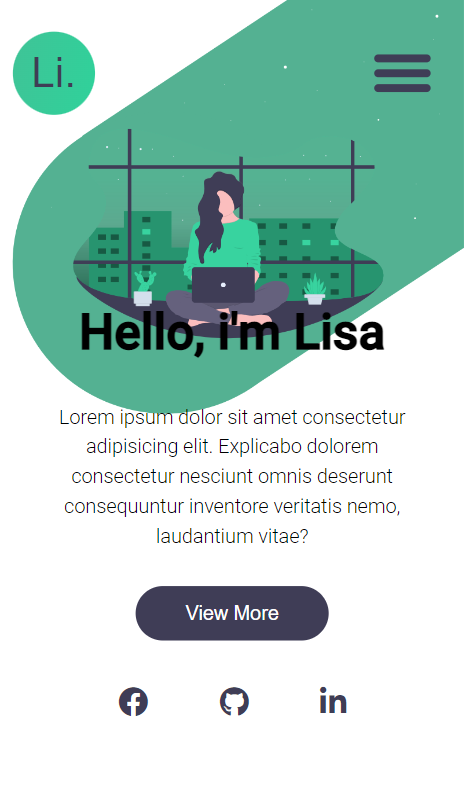 Li.
Hello, i'm Lisa
Lorem ipsum dolor sit amet consectetur
adipisicing elit. Explicabo dolorem
consectetur nesciunt omnis deserunt
consequuntur inventore veritatis nemo,
laudantium vitae?
View More